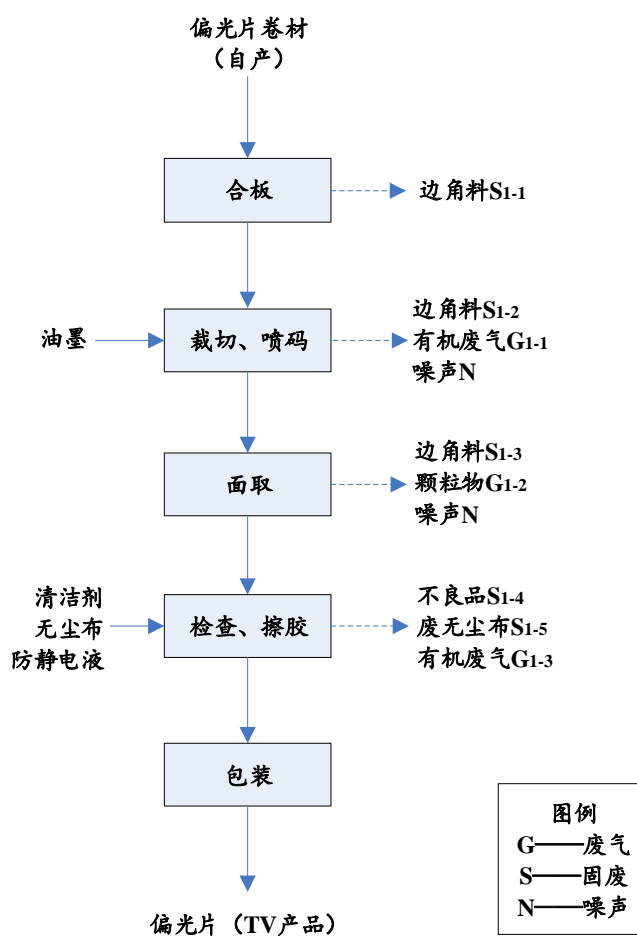 偏光片卷材
（自产）
合板
边角料S1-1
油墨
裁切、喷码
边角料S1-2
有机废气G1-1
噪声N
面取
边角料S1-3
颗粒物G1-2
噪声N
清洁剂
无尘布
防静电液
检查、擦胶
不良品S1-4
废无尘布S1-5
有机废气G1-3
包装
偏光片（TV产品）
图例
G——废气
S——固废
N——噪声